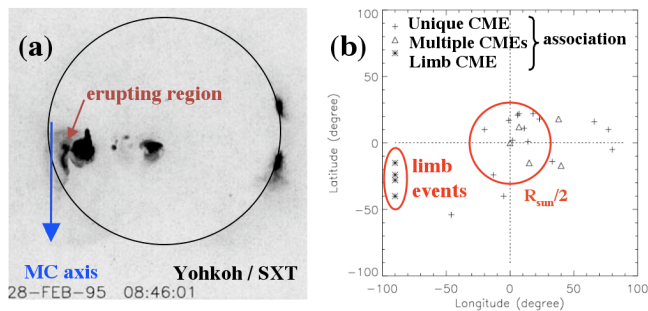 (a)
erupting region
MC axis
Yohkoh / SXT
28-FEB-95 08:46:01
(b)
Unique CME
Multiple CMEs
Limb CME
association
limb
events
Rsun/2
100
50
0
-50
-100
Latitude (degree)
-100
-50
0
50
100
Longitude (degree)